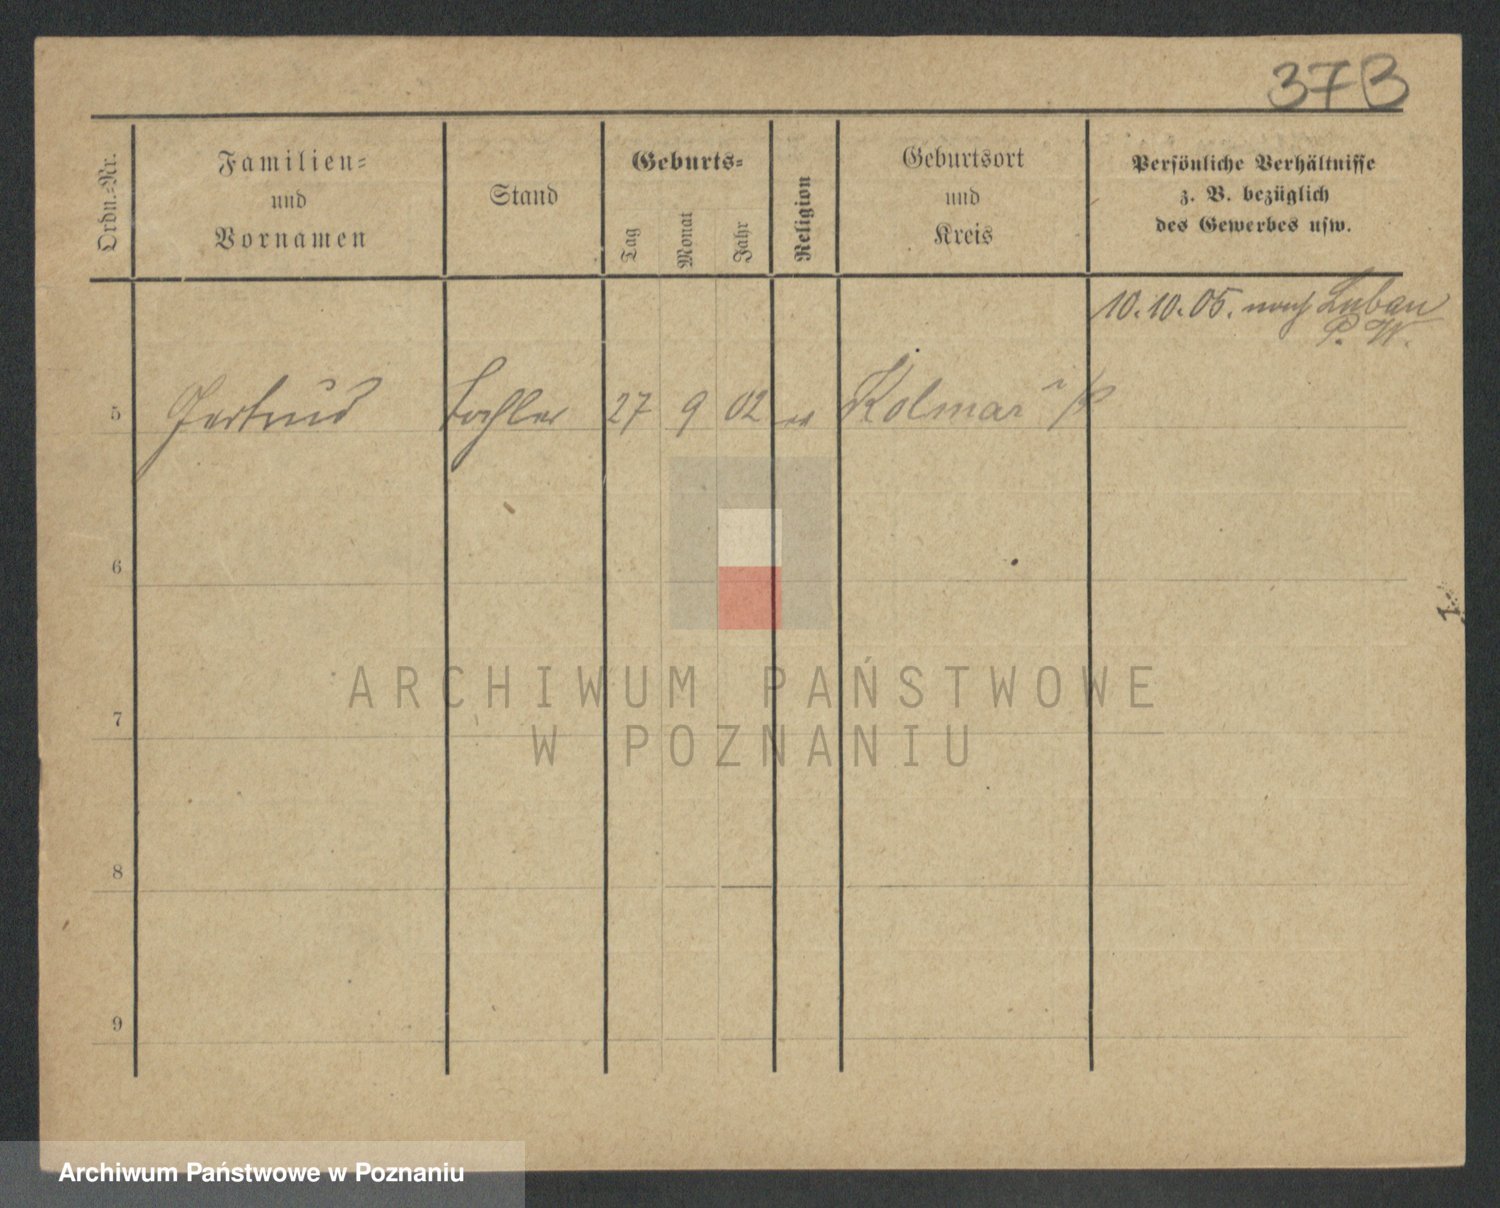 373
Ordn.-Nr.
Familien-
und
Vornamen
Stand
Geburts-
Tag
Monat
Jahr
Religion
Geburtsort
und
Kreis
Persönliche Verhältnisse
z. B. bezüglich
des Gewerbes usw.
10.10.05. nach Luban
P. W.
5 Gertrud Tochter 27 9 02 ev Kolmar i/P
6
7
8
9
ARCHIWUM PAŃSTWOWE
W POZNANIU
Archiwum Państwowe w Poznaniu